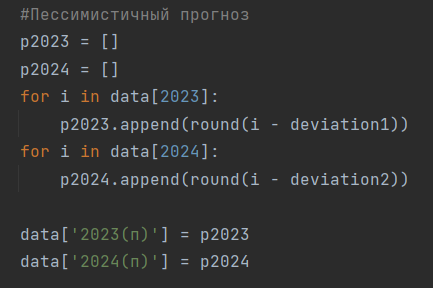 #Пессимистичный прогноз
p2023 = []
p2024 = []
for i in data[2023]:
    p2023.append(round(i - deviation1))
for i in data[2024]:
    p2024.append(round(i - deviation2))
data['2023(п)'] = p2023
data['2024(п)'] = p2024